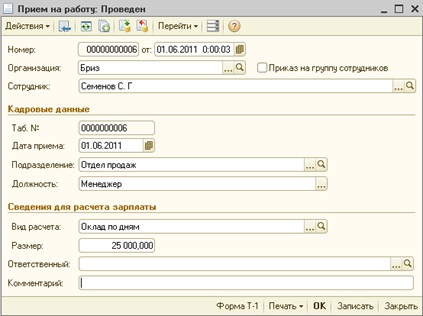 Прием на работу: Проведен
Действия Перейти
Номер: 00000000006 от: 01.06.2011 0:00:03
Организация: Бриз ... Приказ на группу сотрудников
Сотрудник: Семенов С. Г ...
Кадровые данные
Таб. №: 0000000006
Дата приема: 01.06.2011
Подразделение: Отдел продаж ...
Должность: Менеджер ...
Сведения для расчета зарплаты
Вид расчета: Оклад по дням ...
Размер: 25 000,000
Ответственный: ...
Комментарий:
Форма Т-1 Печать OK Записать Закрыть